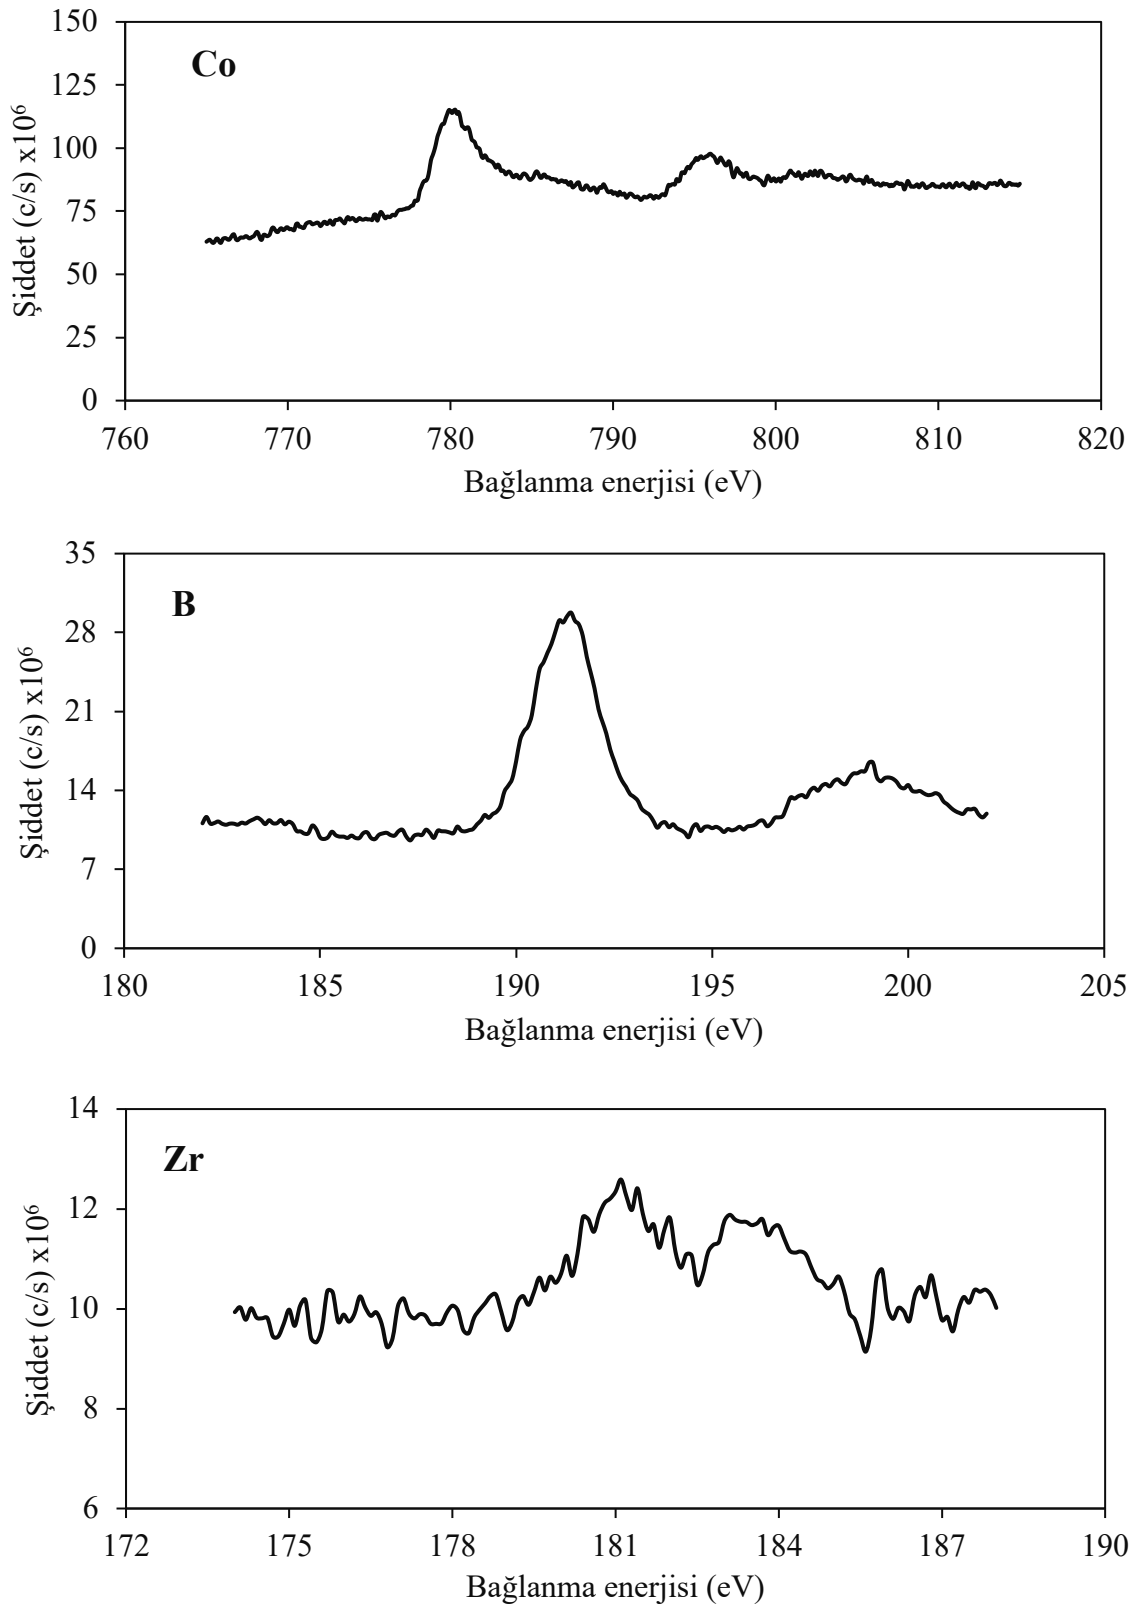 Co
Şiddet (c/s) x10⁶
150
125
100
75
50
25
0
760 770 780 790 800 810 820
Bağlanma enerjisi (eV)
B
Şiddet (c/s) x10⁶
35
28
21
14
7
0
180 185 190 195 200 205
Bağlanma enerjisi (eV)
Zr
Şiddet (c/s) x10⁶
14
12
10
8
6
172 175 178 181 184 187 190
Bağlanma enerjisi (eV)